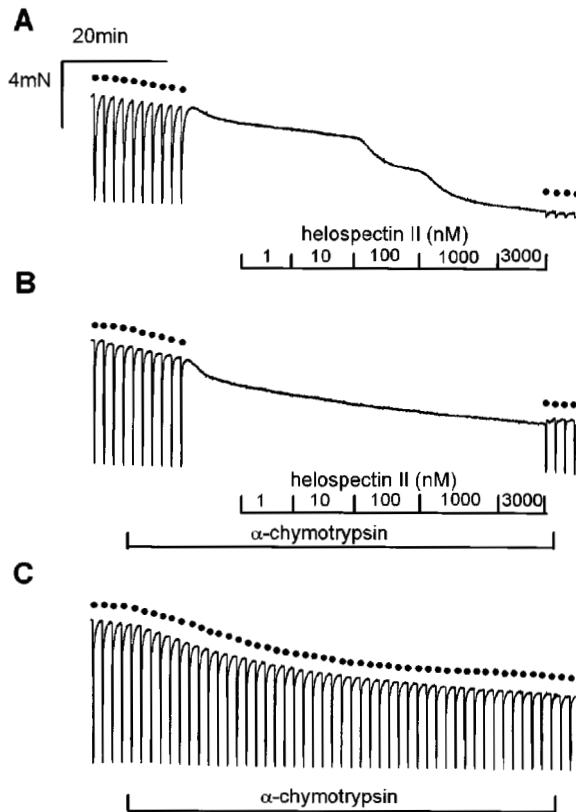 A
20min
4mN
helospectin II (nM)
1 10 100 1000 3000
B
helospectin II (nM)
1 10 100 1000 3000
α-chymotrypsin
C
α-chymotrypsin